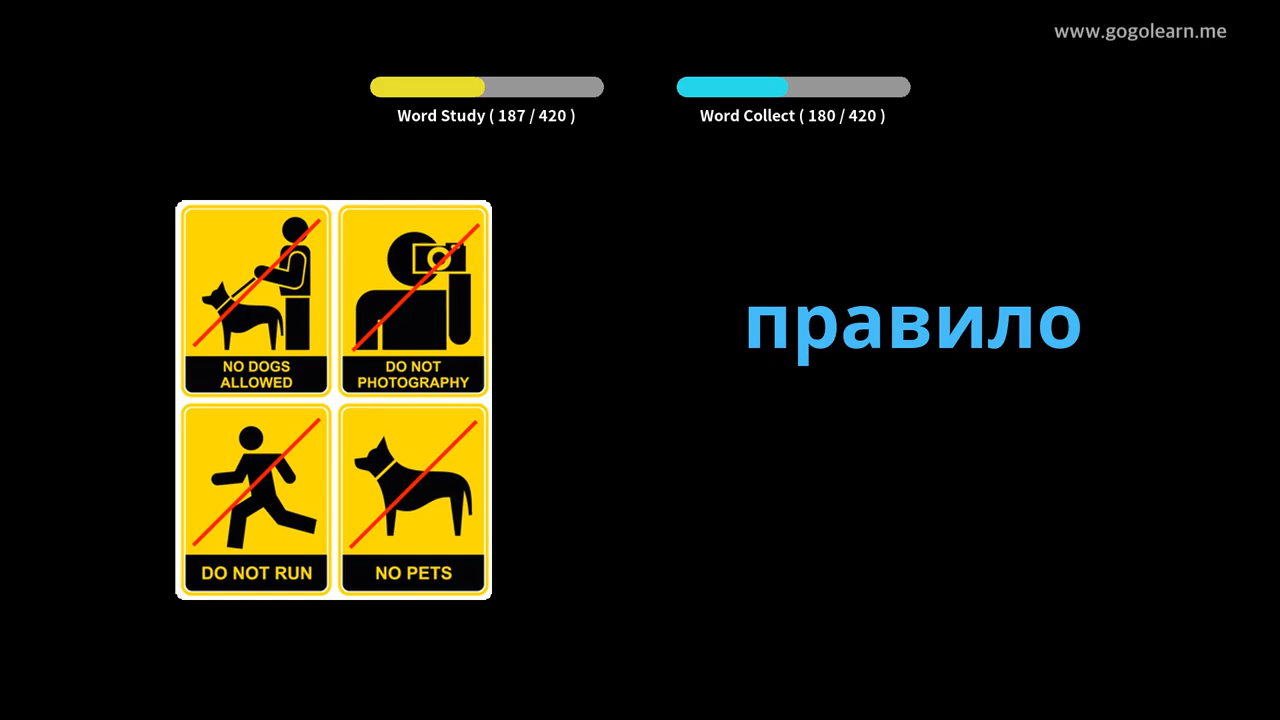 www.gogolearn.me
Word Study ( 187 / 420 )
Word Collect ( 180 / 420 )
NO DOGS
ALLOWED
DO NOT
PHOTOGRAPHY
DO NOT RUN
NO PETS
правило